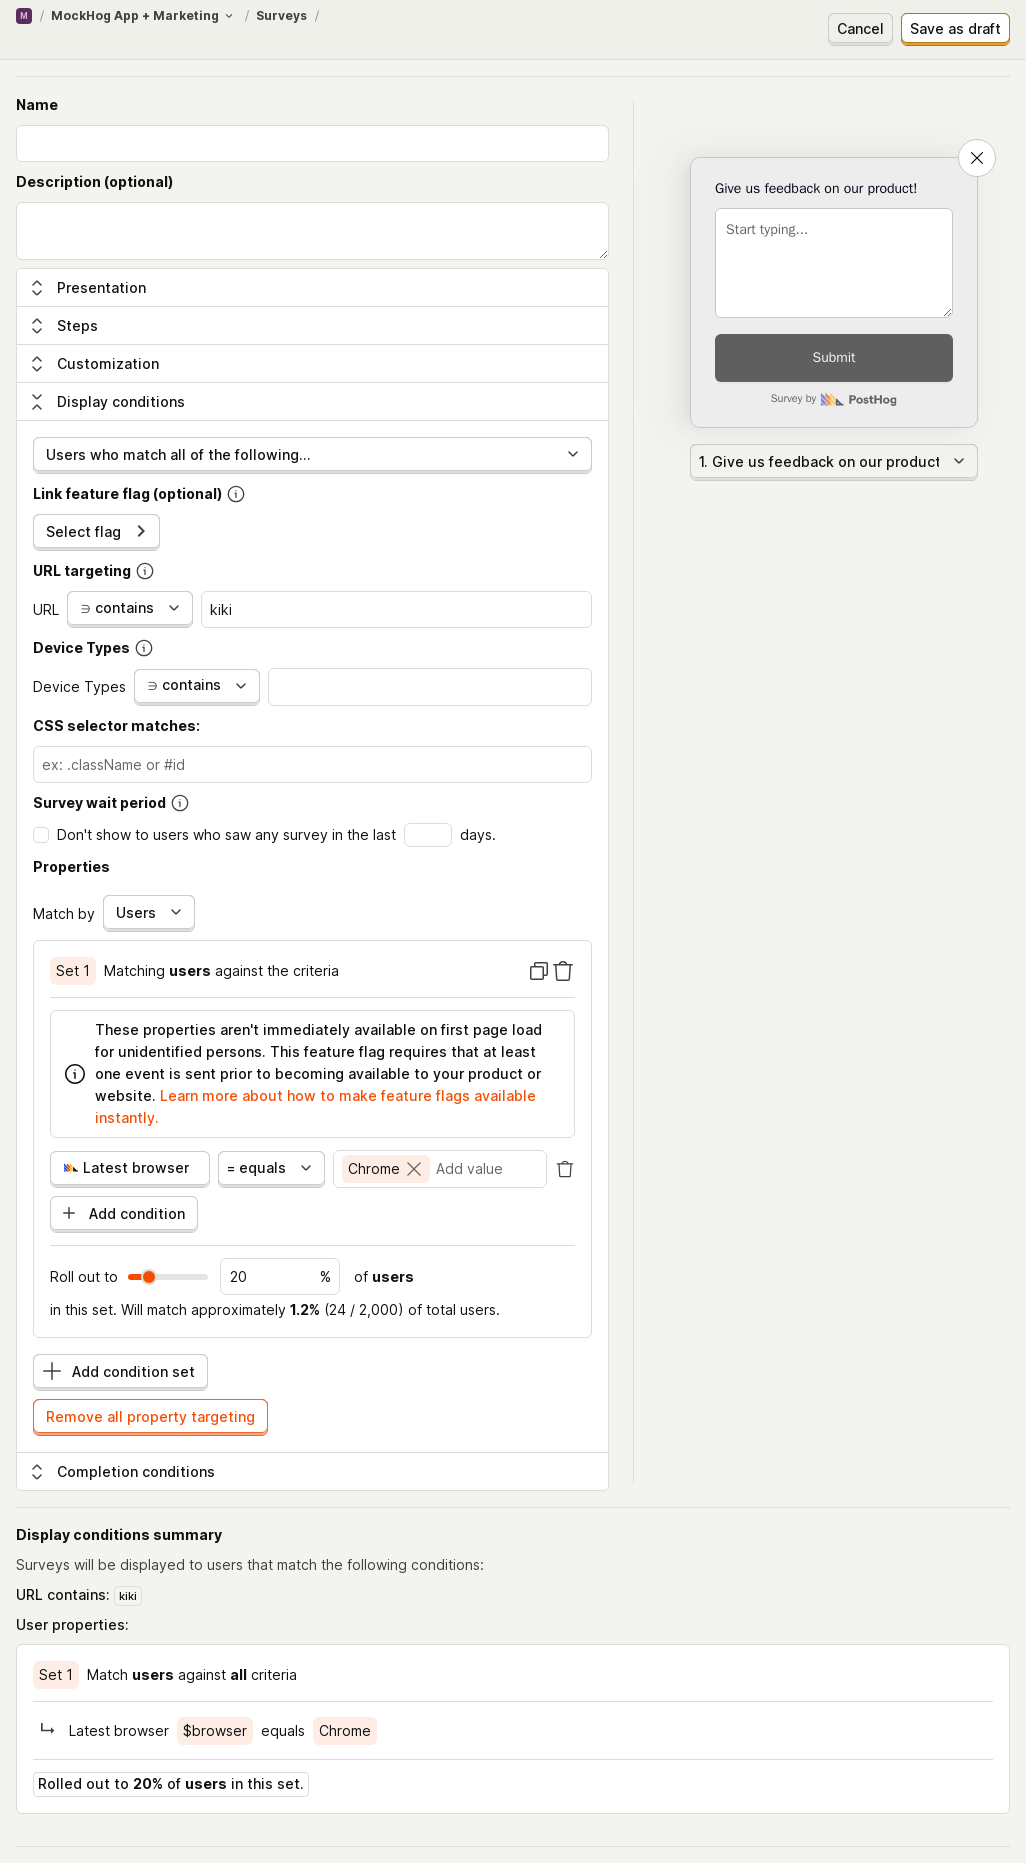 M / MockHog App + Marketing / Surveys /
Cancel
Save as draft
Name
Description (optional)
Presentation
Steps
Customization
Display conditions
Users who match all of the following...
Link feature flag (optional)
Select flag
URL targeting
URL ∋ contains kiki
Device Types
Device Types ∋ contains
CSS selector matches:
ex: .className or #id
Survey wait period
Don't show to users who saw any survey in the last days.
Properties
Match by Users
Set 1 Matching users against the criteria
These properties aren't immediately available on first page load
for unidentified persons. This feature flag requires that at least
one event is sent prior to becoming available to your product or
website. Learn more about how to make feature flags available
instantly.
Latest browser = equals Chrome Add value
Add condition
Roll out to 20 % of users
in this set. Will match approximately 1.2% (24 / 2,000) of total users.
Add condition set
Remove all property targeting
Completion conditions
Give us feedback on our product!
Start typing...
Submit
Survey by PostHog
1. Give us feedback on our product
Display conditions summary
Surveys will be displayed to users that match the following conditions:
URL contains: kiki
User properties:
Set 1 Match users against all criteria
Latest browser $browser equals Chrome
Rolled out to 20% of users in this set.